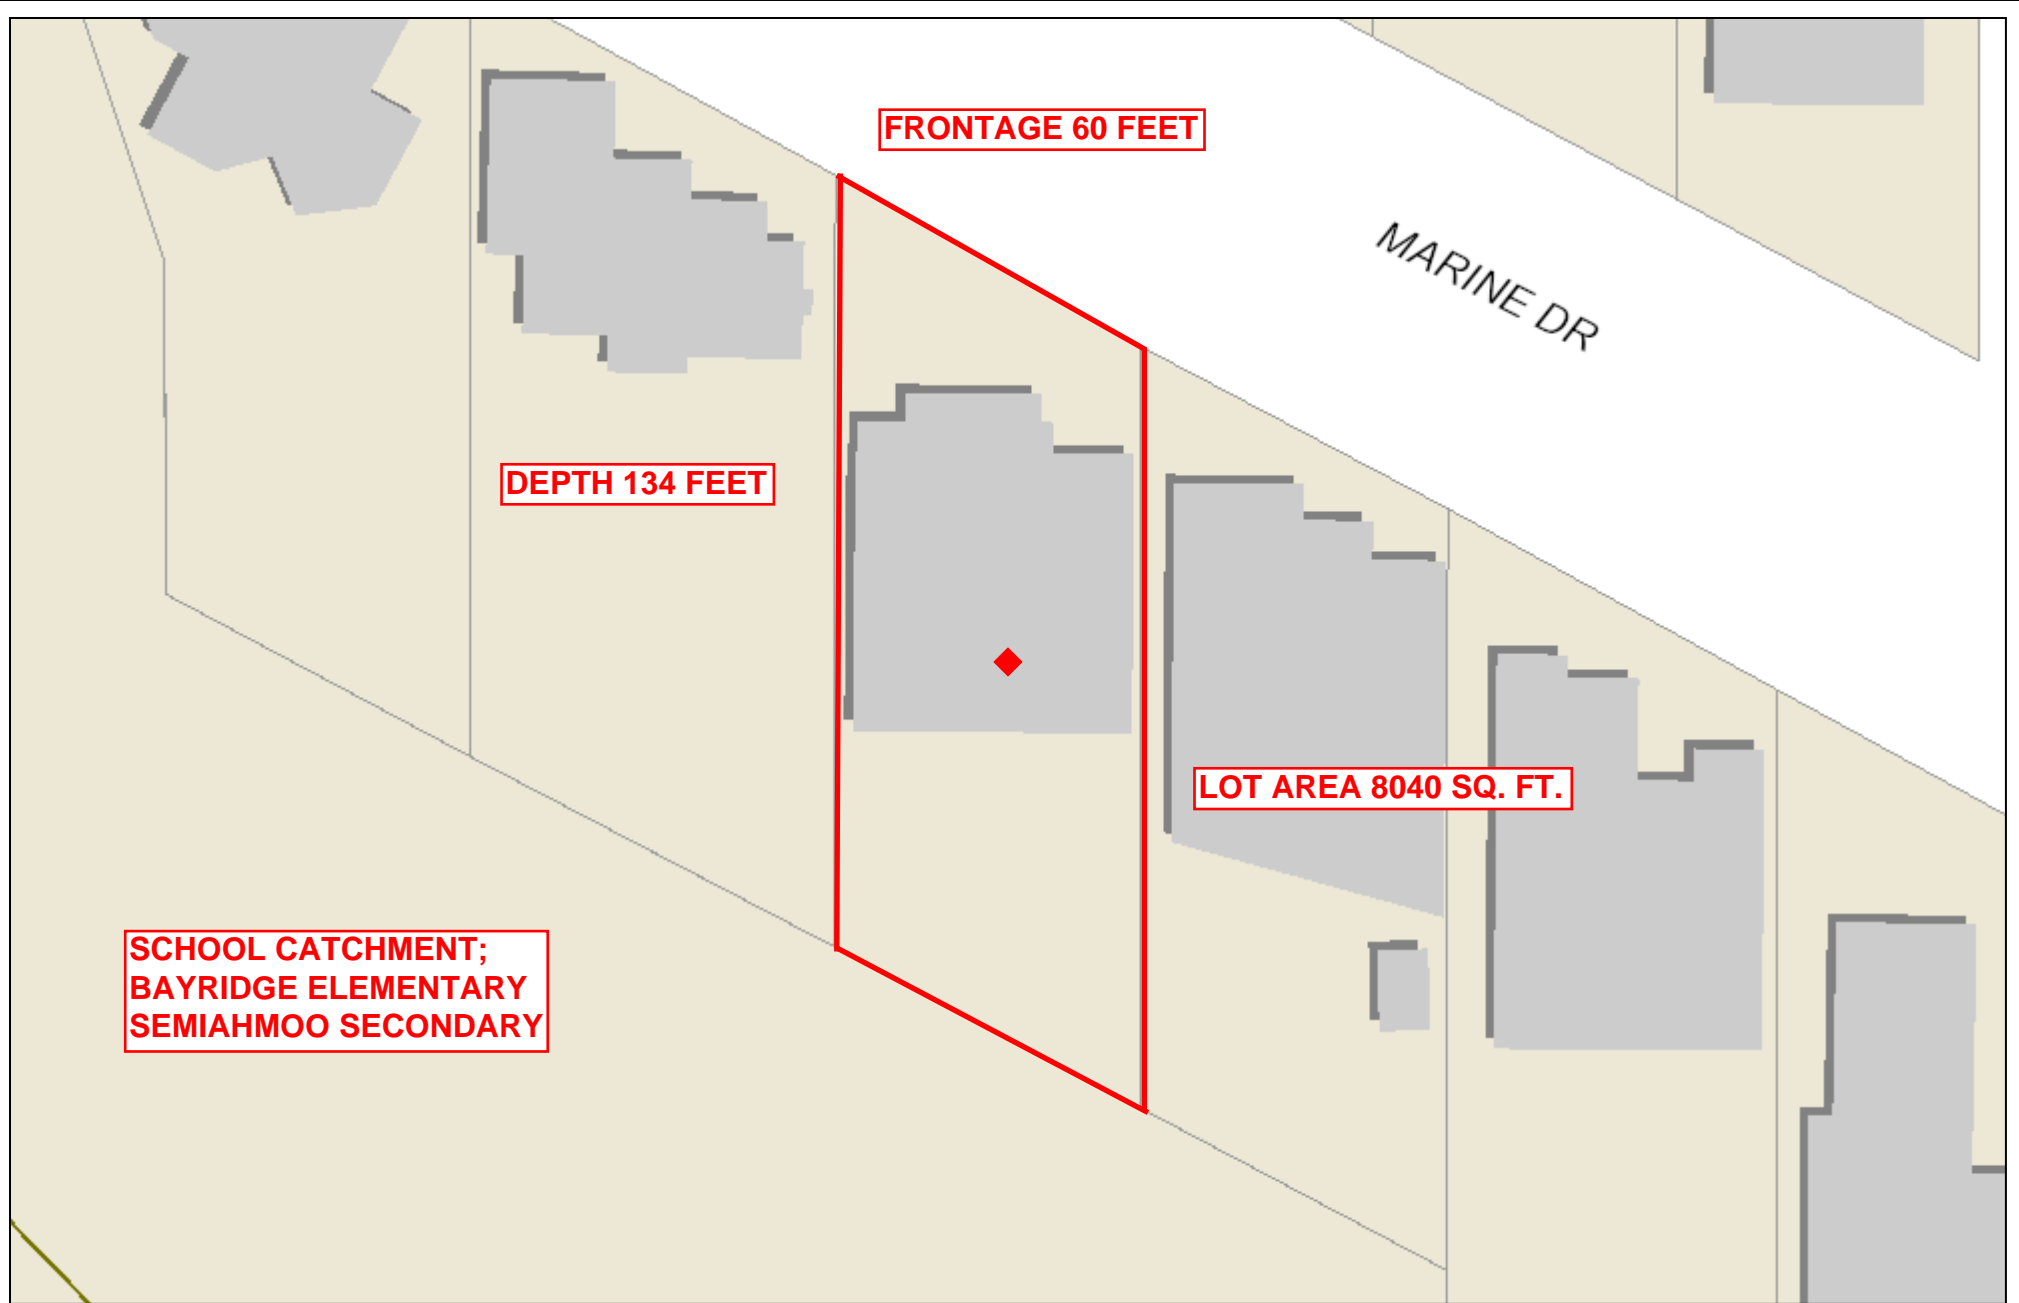 FRONTAGE 60 FEET
MARINE DR
DEPTH 134 FEET
LOT AREA 8040 SQ. FT.
SCHOOL CATCHMENT;
BAYRIDGE ELEMENTARY
SEMIAHMOO SECONDARY